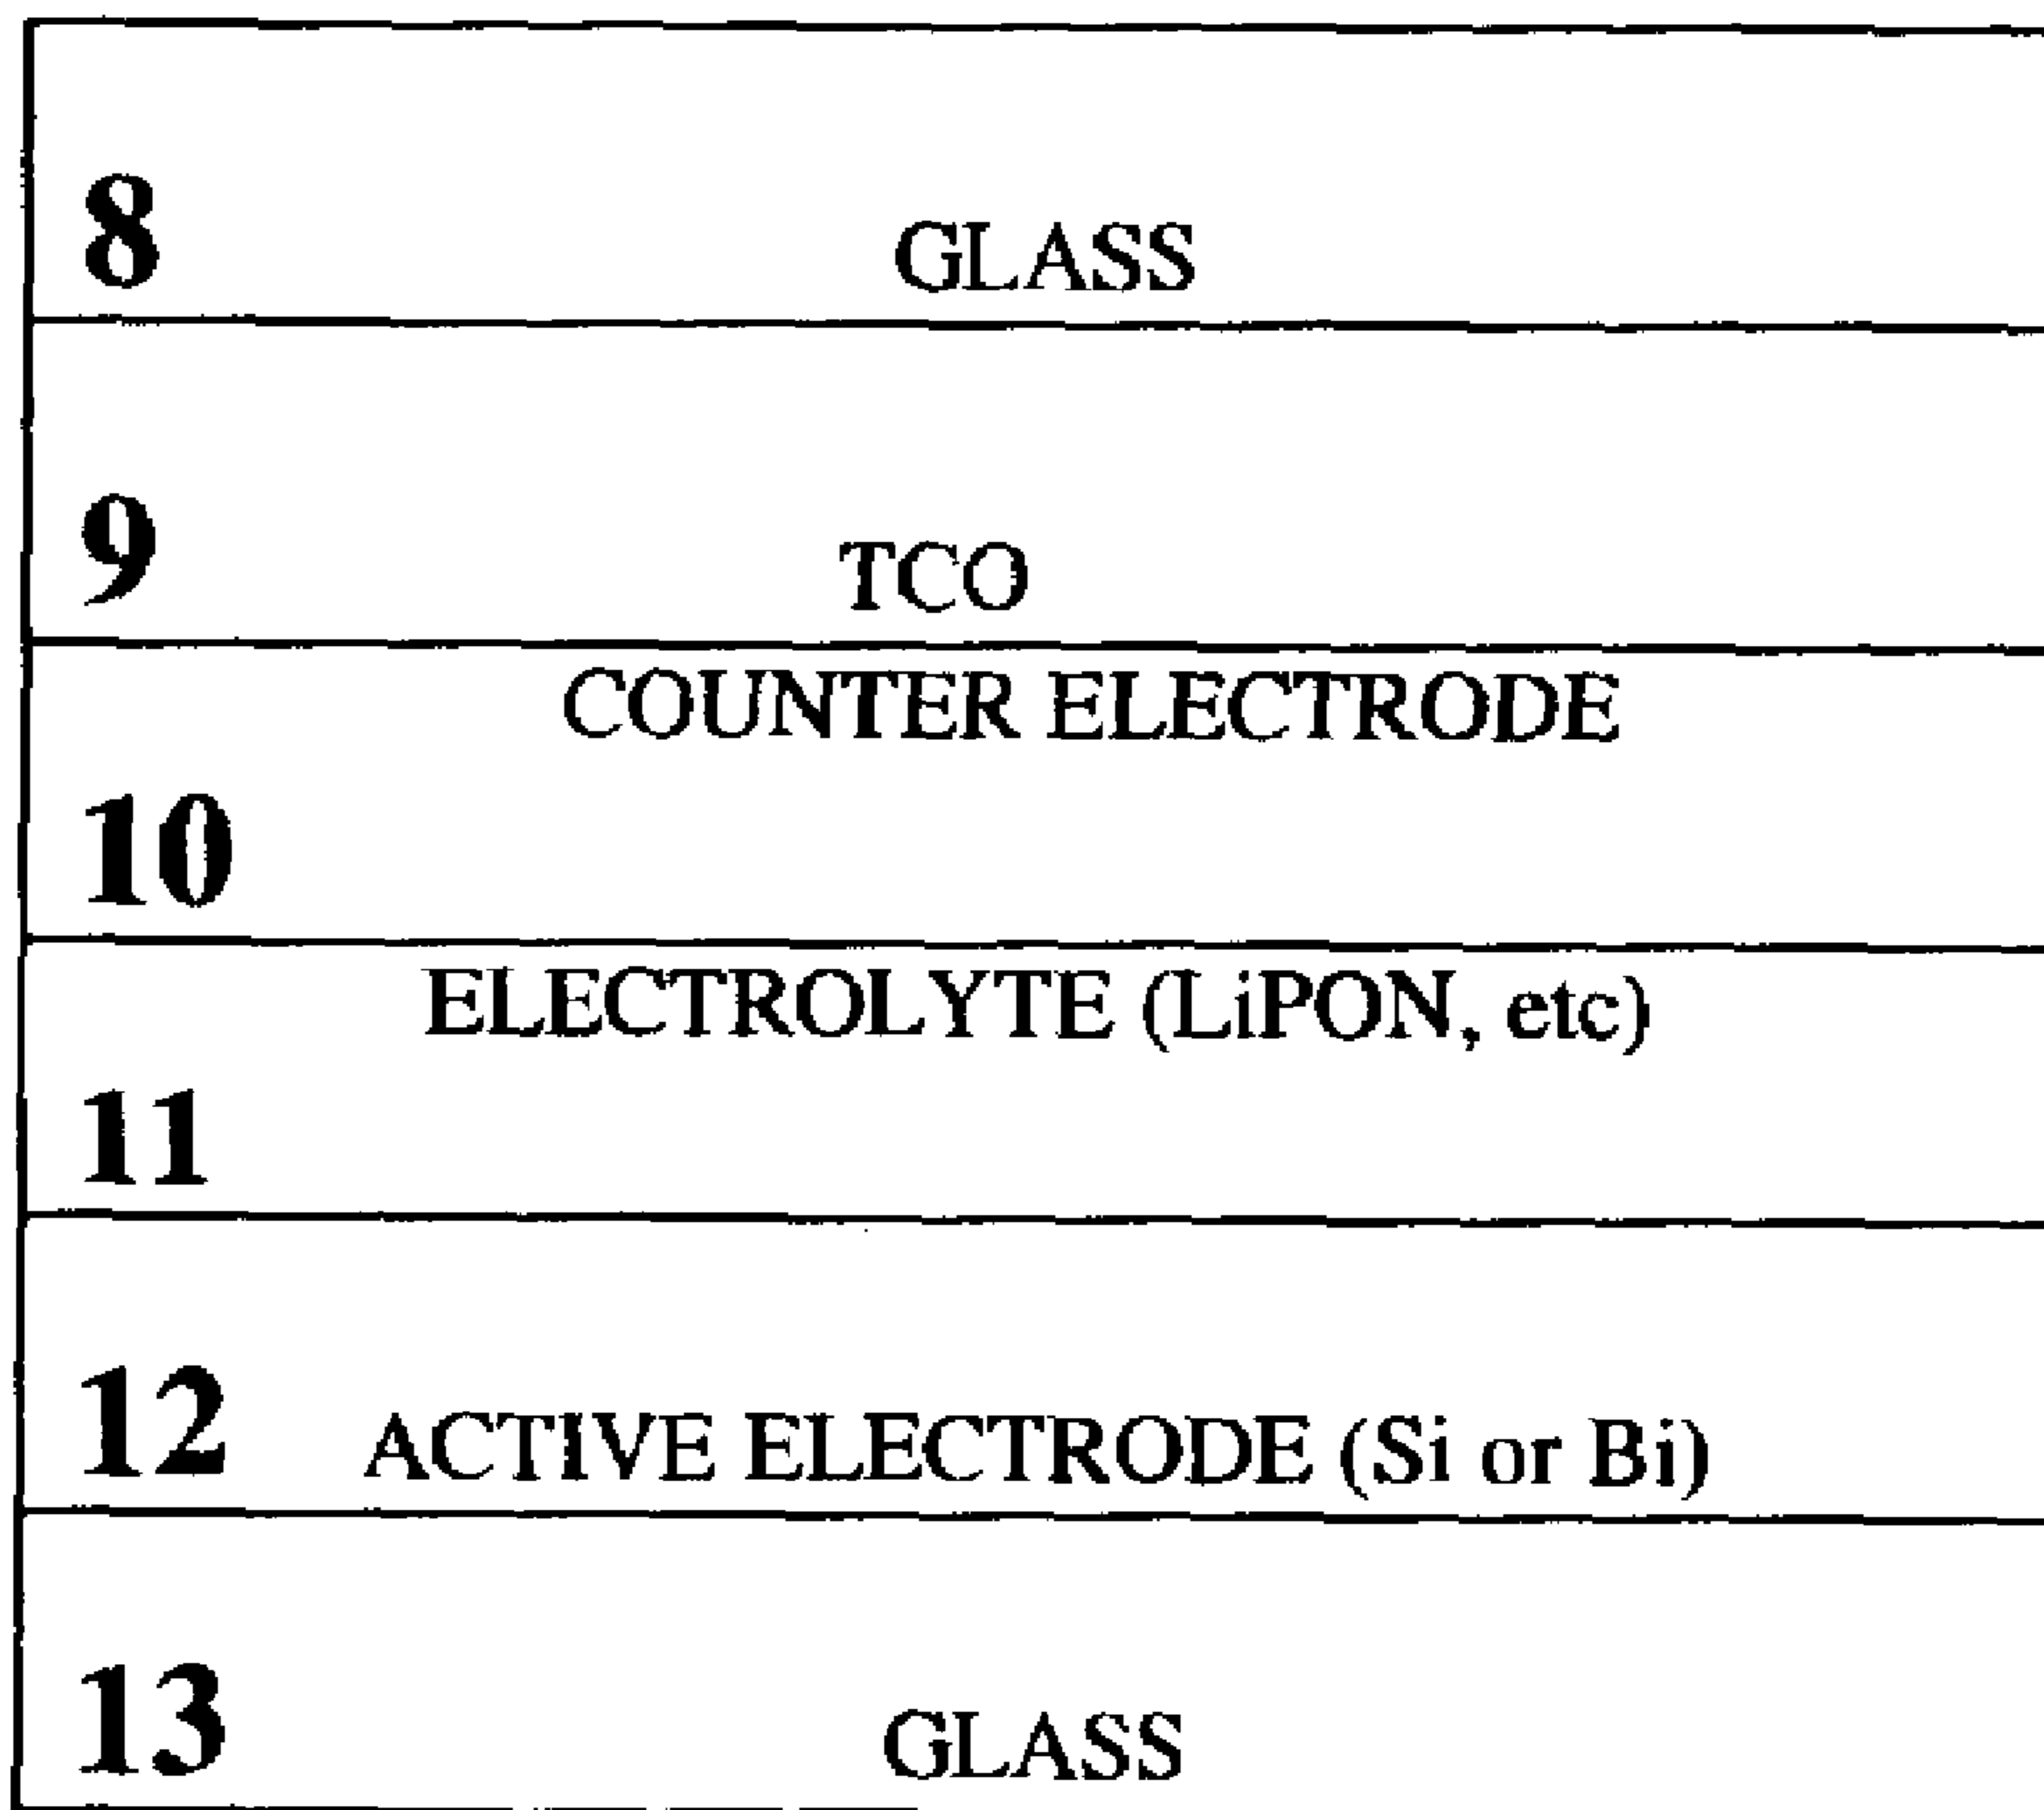 8 GLASS
9 TCO
COUNTER ELECTRODE
10
ELECTROLYTE (LiPON, etc)
11
12 ACTIVE ELECTRODE (Si or Bi)
13 GLASS